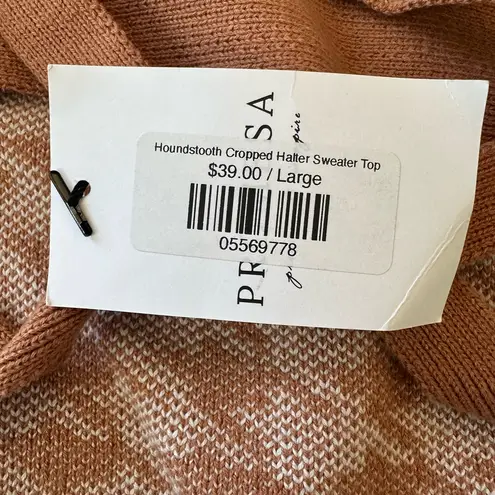 Houndstooth Cropped Halter Sweater Top
$39.00 / Large
05569778